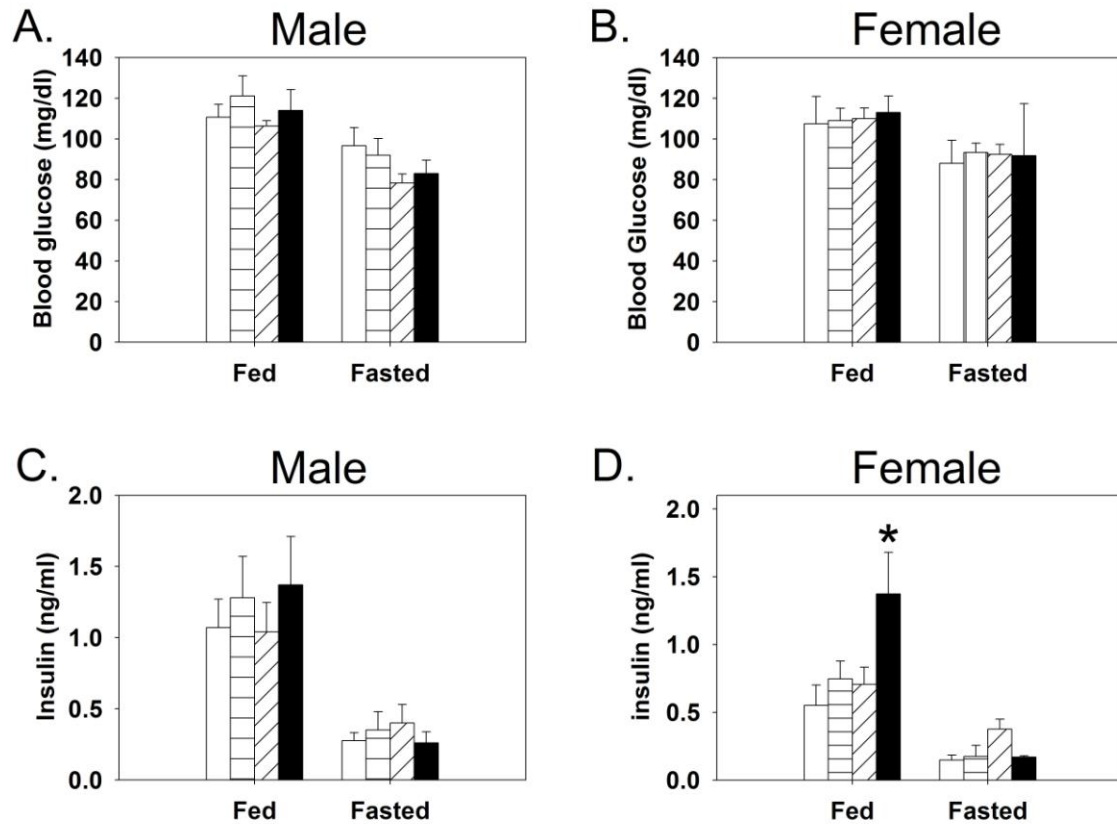 A.
Male
Blood glucose (mg/dl)
140
120
100
80
60
40
20
0
Fed
Fasted
B.
Female
Blood Glucose (mg/dl)
140
120
100
80
60
40
20
0
Fed
Fasted
C.
Male
Insulin (ng/ml)
2.0
1.5
1.0
0.5
0.0
Fed
Fasted
D.
Female
insulin (ng/ml)
2.0
1.5
1.0
0.5
0.0
*
Fed
Fasted